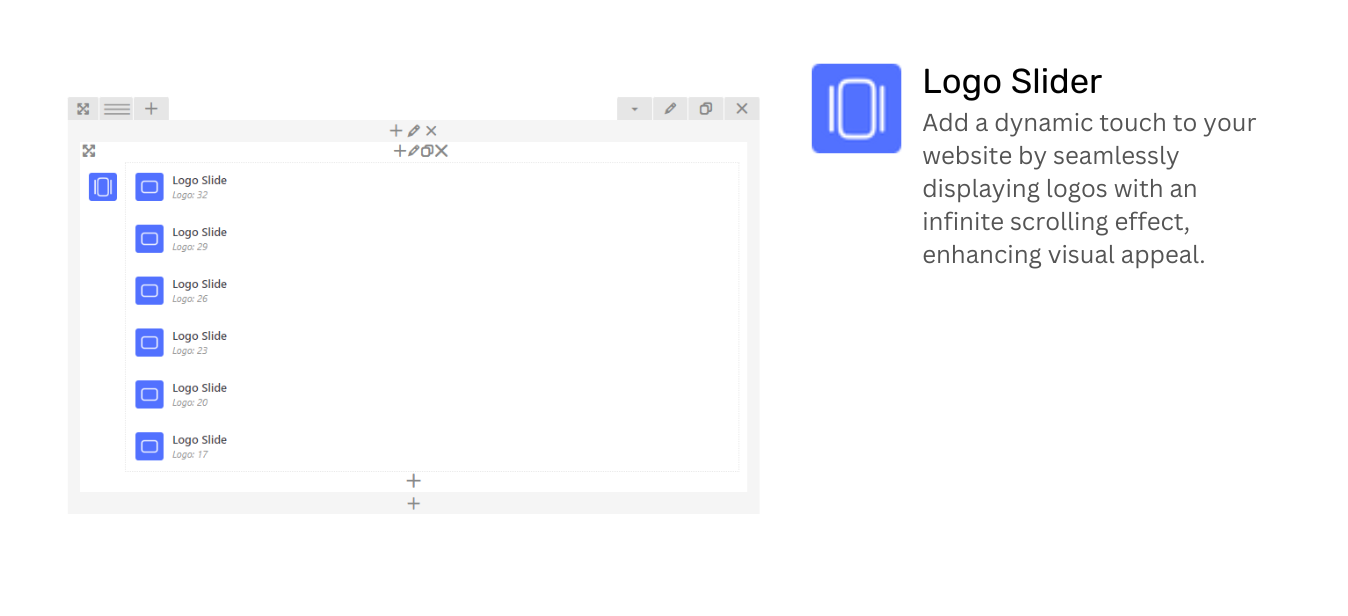 Logo Slider
Add a dynamic touch to your
website by seamlessly
displaying logos with an
infinite scrolling effect,
enhancing visual appeal.
Logo Slide
Logo: 32
Logo Slide
Logo: 29
Logo Slide
Logo: 26
Logo Slide
Logo: 23
Logo Slide
Logo: 20
Logo Slide
Logo: 17